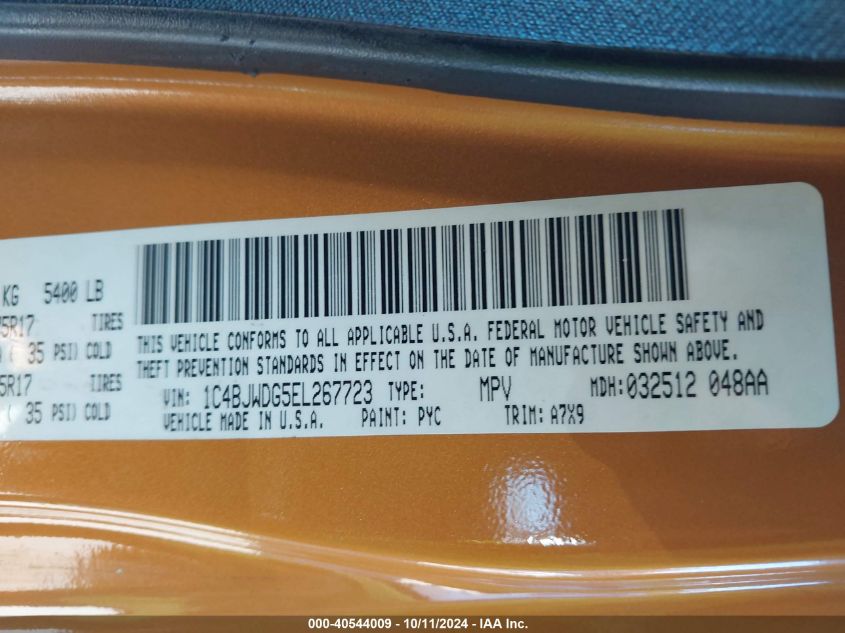 KG 5400 LB
5R17 TIRES
( 35 PSI) COLD
5R17 TIRES
( 35 PSI) COLD
THIS VEHICLE CONFORMS TO ALL APPLICABLE U.S.A. FEDERAL MOTOR VEHICLE SAFETY AND
THEFT PREVENTION STANDARDS IN EFFECT ON THE DATE OF MANUFACTURE SHOWN ABOVE.
VIN: 1C4BJWDG5EL267723 TYPE: MPV MDH:032512 048AA
VEHICLE MADE IN U.S.A. PAINT: PYC TRIM: A7X9
000-40544009 - 10/11/2024 - IAA Inc.